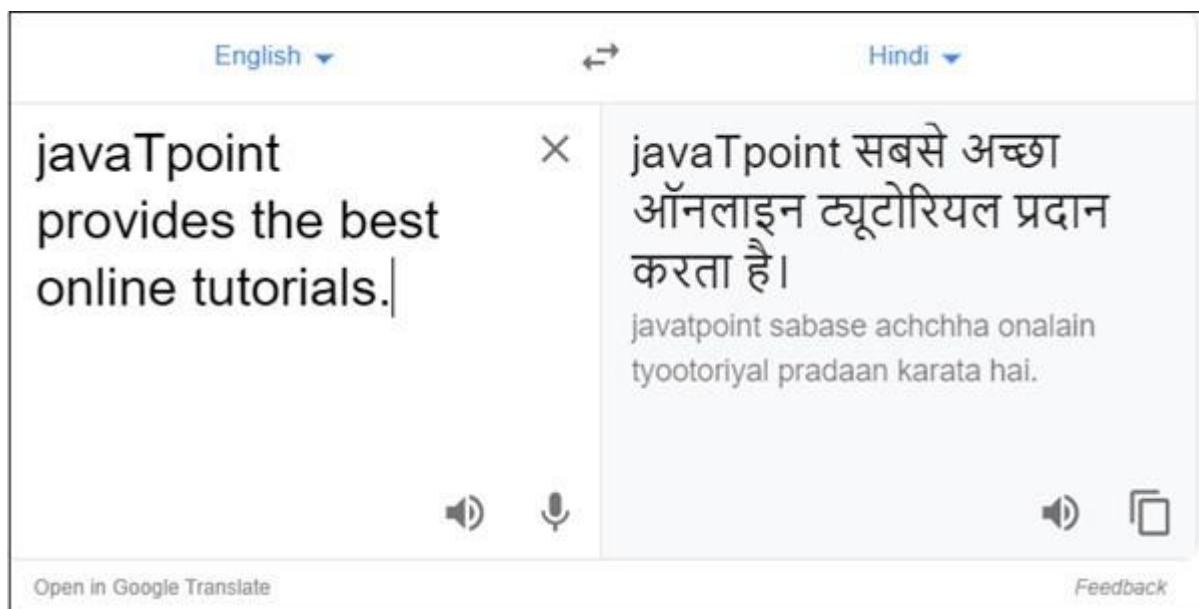 English
Hindi
javaTpoint
provides the best
online tutorials.
javaTpoint सबसे अच्छा
ऑनलाइन ट्यूटोरियल प्रदान
करता है।
javatpoint sabase achchha onalain
tyootoriyal pradaan karata hai.
Open in Google Translate
Feedback